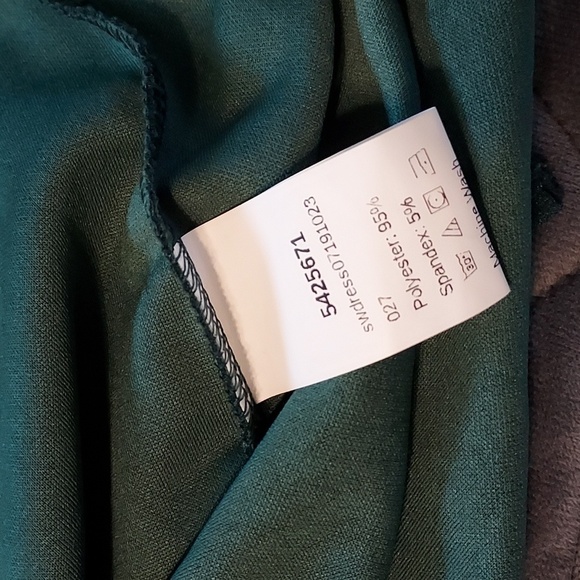 5425671
swdress07191023
027
Polyester: 95%
Spandex: 5%
30°
Machine Wash